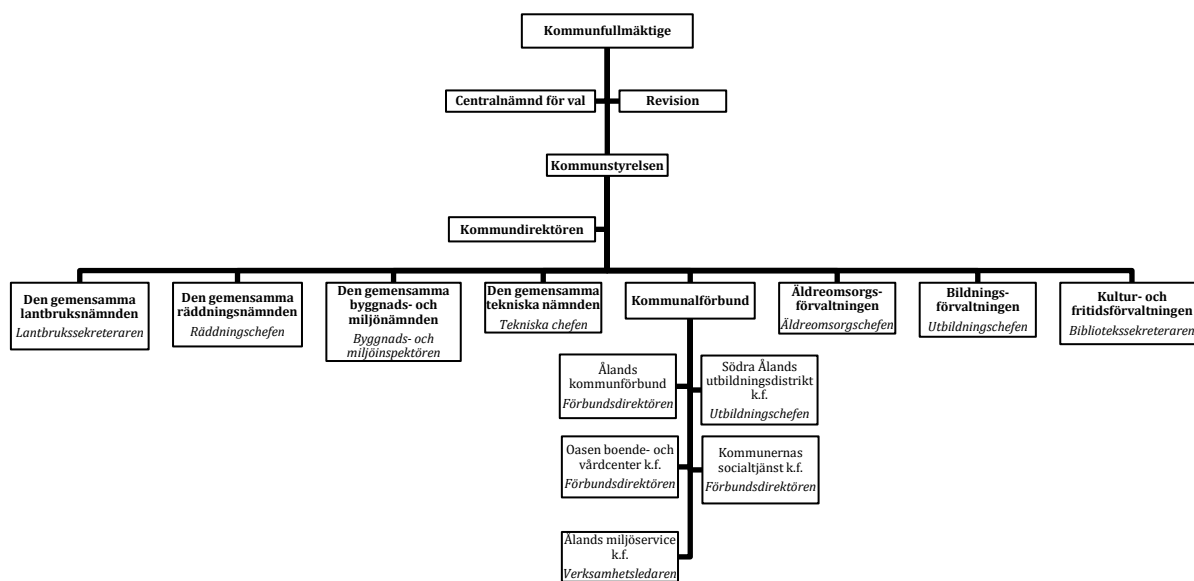 Kommunfullmäktige
Centralnämnd för val
Revision
Kommunstyrelsen
Kommundirektören
Den gemensamma
lantbruksnämnden
Lantbrukssekreteraren
Den gemensamma
räddningsnämnden
Räddningschefen
Den gemensamma
byggnads- och
miljönämnden
Byggnads- och
miljöinspektören
Den gemensamma
tekniska nämnden
Tekniska chefen
Kommunalförbund
Äldreomsorgs-
förvaltningen
Äldreomsorgschefen
Bildnings-
förvaltningen
Utbildningschefen
Kultur- och
fritidsförvaltningen
Bibliotekssekreteraren
Ålands
kommunförbund
Förbundsdirektören
Södra Ålands
utbildningsdistrikt
k.f.
Utbildningschefen
Oasen boende- och
vårdcenter k.f.
Förbundsdirektören
Kommunernas
socialtjänst k.f.
Förbundsdirektören
Ålands miljöservice
k.f.
Verksamhetsledaren